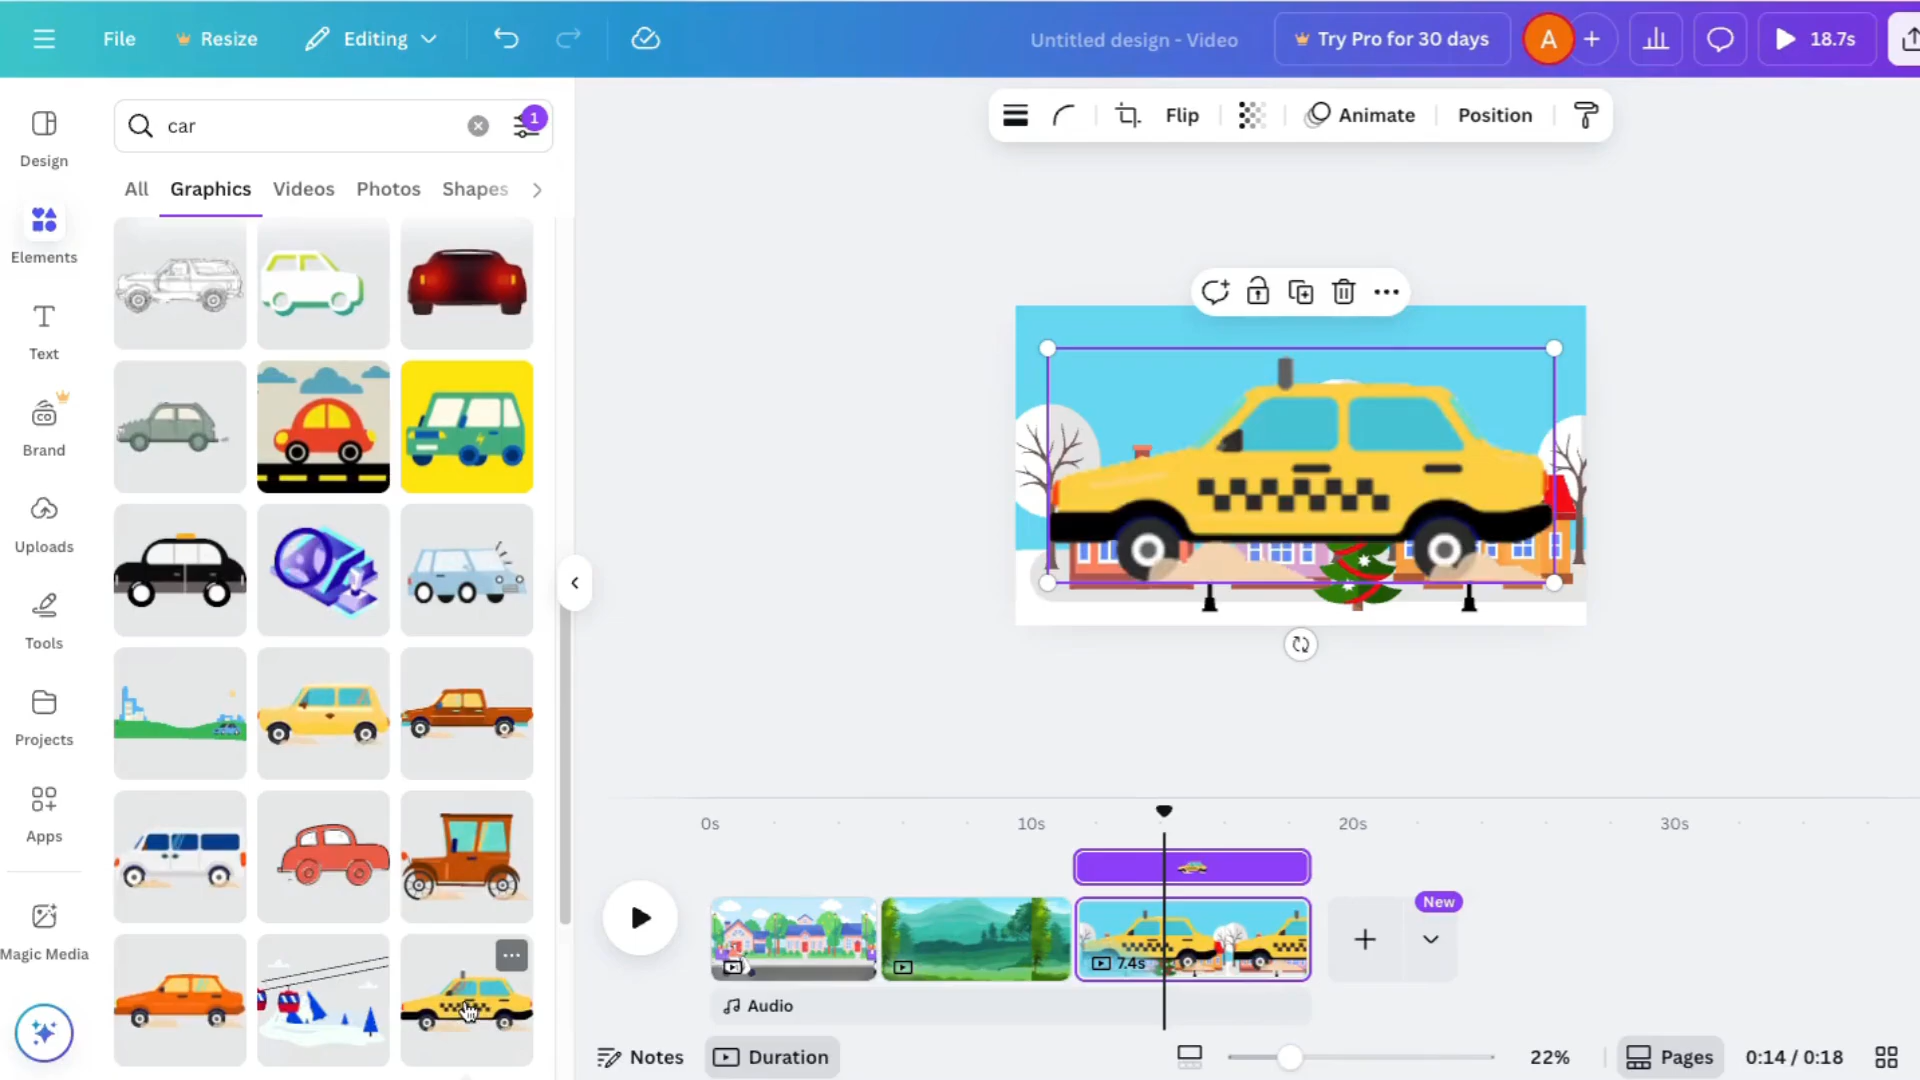 File
Resize
Editing
Untitled design - Video
Try Pro for 30 days
A
18.7s
car
1
Flip
Animate
Position
Design
All
Graphics
Videos
Photos
Shapes
Elements
Text
Brand
Uploads
Tools
Projects
Apps
Magic Media
0s
10s
20s
30s
New
7.4s
Audio
Notes
Duration
22%
Pages
0:14 / 0:18